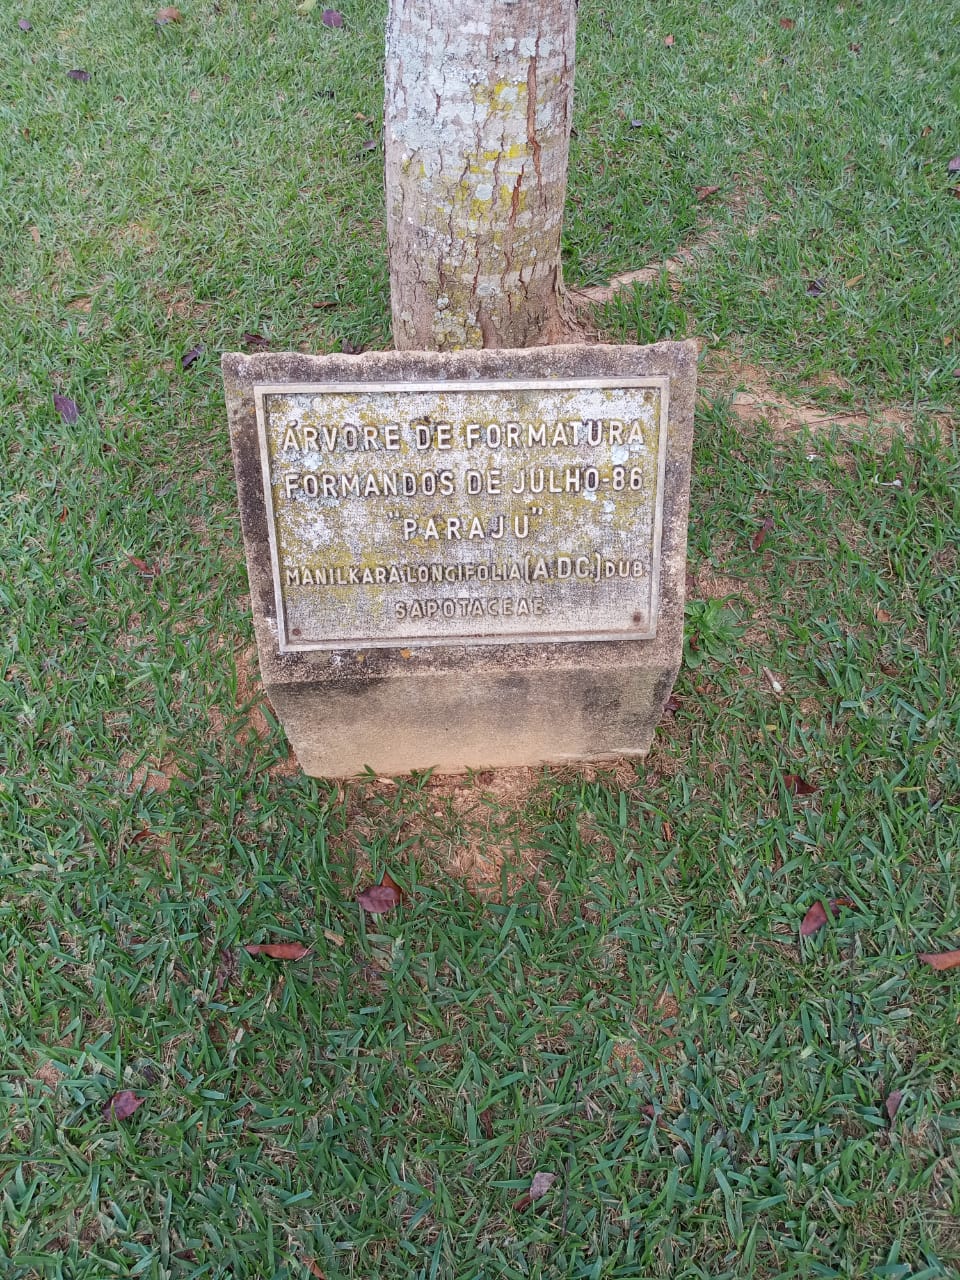 ÁRVORE DE FORMATURA
FORMANDOS DE JULHO-86
"PARAJU"
MANILKARA LONGIFOLIA (A.DC.) DUB.
SAPOTACEAE